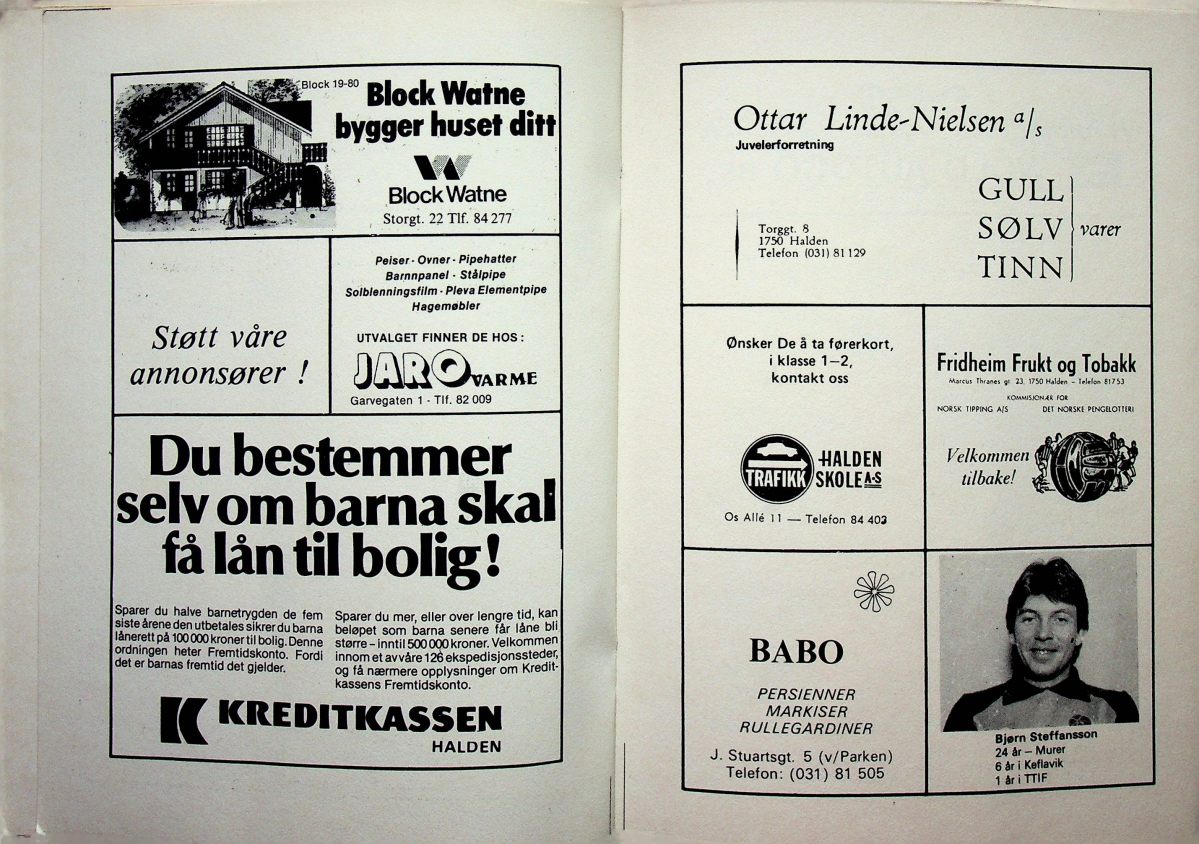 Block 19-80
Block Watne
bygger huset ditt
Block Watne
Storgt. 22 Tlf. 84 277
Støtt våre
annonsører !
Peiser - Ovner - Pipehatter
Barnnpanel - Stålpipe
Solblenningsfilm - Pleva Elementpipe
Hagemøbler
UTVALGET FINNER DE HOS :
JARO VARME
Garvegaten 1 - Tlf. 82 009
Du bestemmer
selv om barna skal
få lån til bolig!
Sparer du halve barnetrygden de fem
siste årene den utbetales sikrer du barna
lånerett på 100 000 kroner til bolig. Denne
ordningen heter Fremtidskonto. Fordi
det er barnas fremtid det gjelder.
Sparer du mer, eller over lengre tid, kan
beløpet som barna senere får låne bli
større – inntil 500 000 kroner. Velkommen
innom et av våre 126 ekspedisjonssteder,
og få nærmere opplysninger om Kredit-
kassens Fremtidskonto.
KREDITKASSEN
HALDEN
Ottar Linde-Nielsen a/s
Juvelerforretning
Torggt. 8
1750 Halden
Telefon (031) 81 129
GULL
SØLV
TINN
varer
Ønsker De å ta førerkort,
i klasse 1–2,
kontakt oss
TRAFIKK
HALDEN
SKOLE A-S
Os Allé 11 — Telefon 84 403
Fridheim Frukt og Tobakk
Marcus Thranes gt. 23, 1750 Halden – Telefon 81753
KOMMISJONÆR FOR
NORSK TIPPING A/S DET NORSKE PENGELOTTERI
Velkommen
tilbake!
BABO
PERSIENNER
MARKISER
RULLEGARDINER
J. Stuartsgt. 5 (v/Parken)
Telefon: (031) 81 505
Bjørn Steffansson
24 år – Murer
6 år i Keflavik
1 år i TTIF